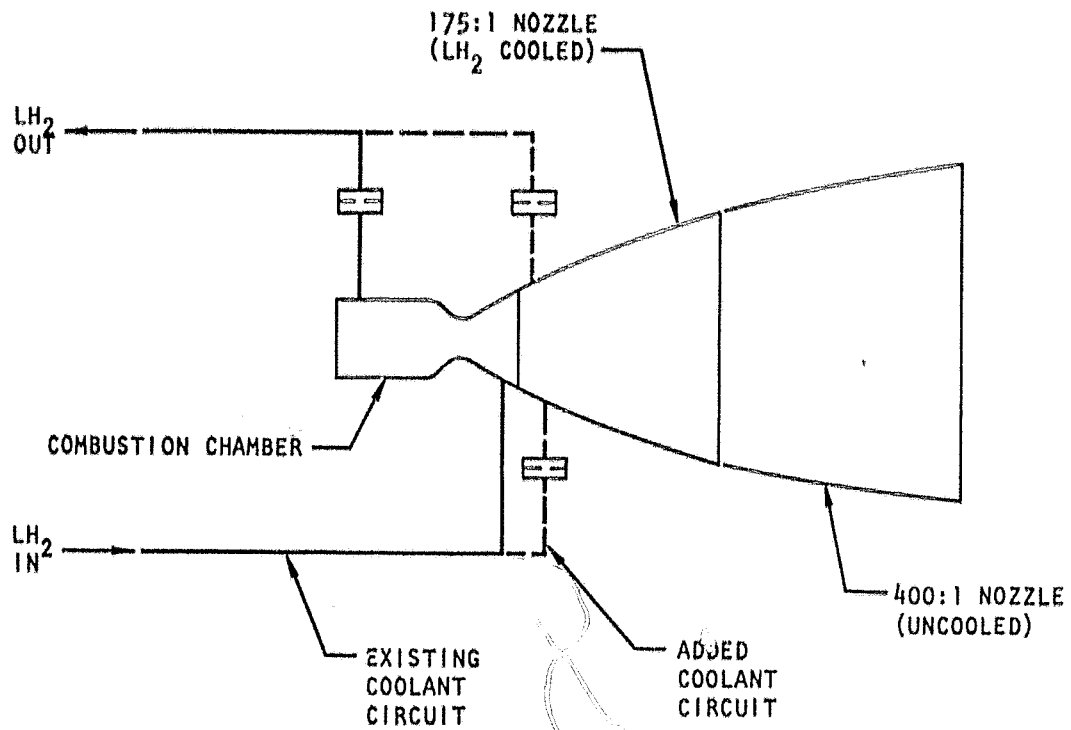 175:1 NOZZLE
(LH₂ COOLED)
LH₂
OUT
COMBUSTION CHAMBER
LH₂
IN
400:1 NOZZLE
(UNCOOLED)
EXISTING
COOLANT
CIRCUIT
ADDED
COOLANT
CIRCUIT